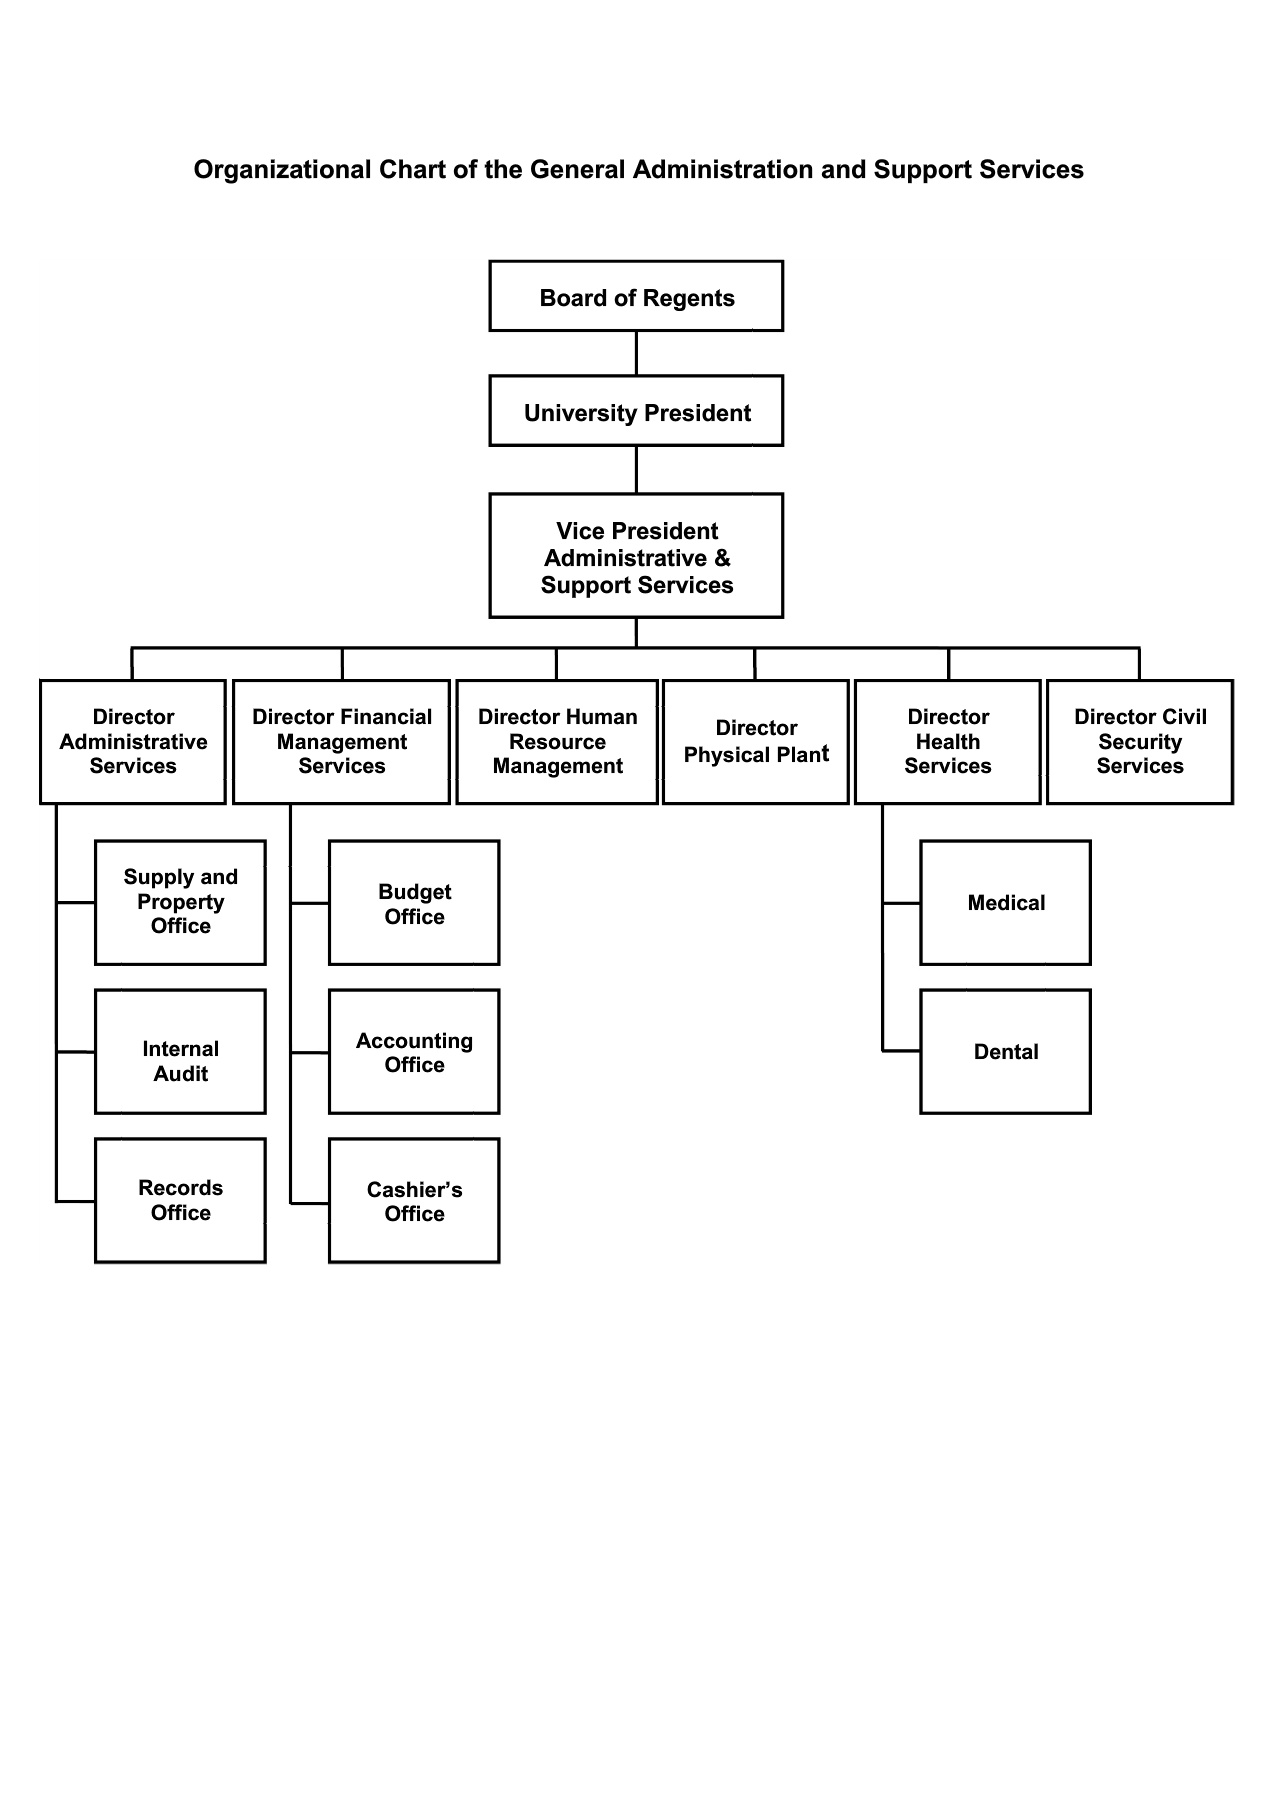 Organizational Chart of the General Administration and Support Services
Board of Regents
University President
Vice President
Administrative &
Support Services
Director
Administrative
Services
Director Financial
Management
Services
Director Human
Resource
Management
Director
Physical Plant
Director
Health
Services
Director Civil
Security
Services
Supply and
Property
Office
Internal
Audit
Records
Office
Budget
Office
Accounting
Office
Cashier’s
Office
Medical
Dental